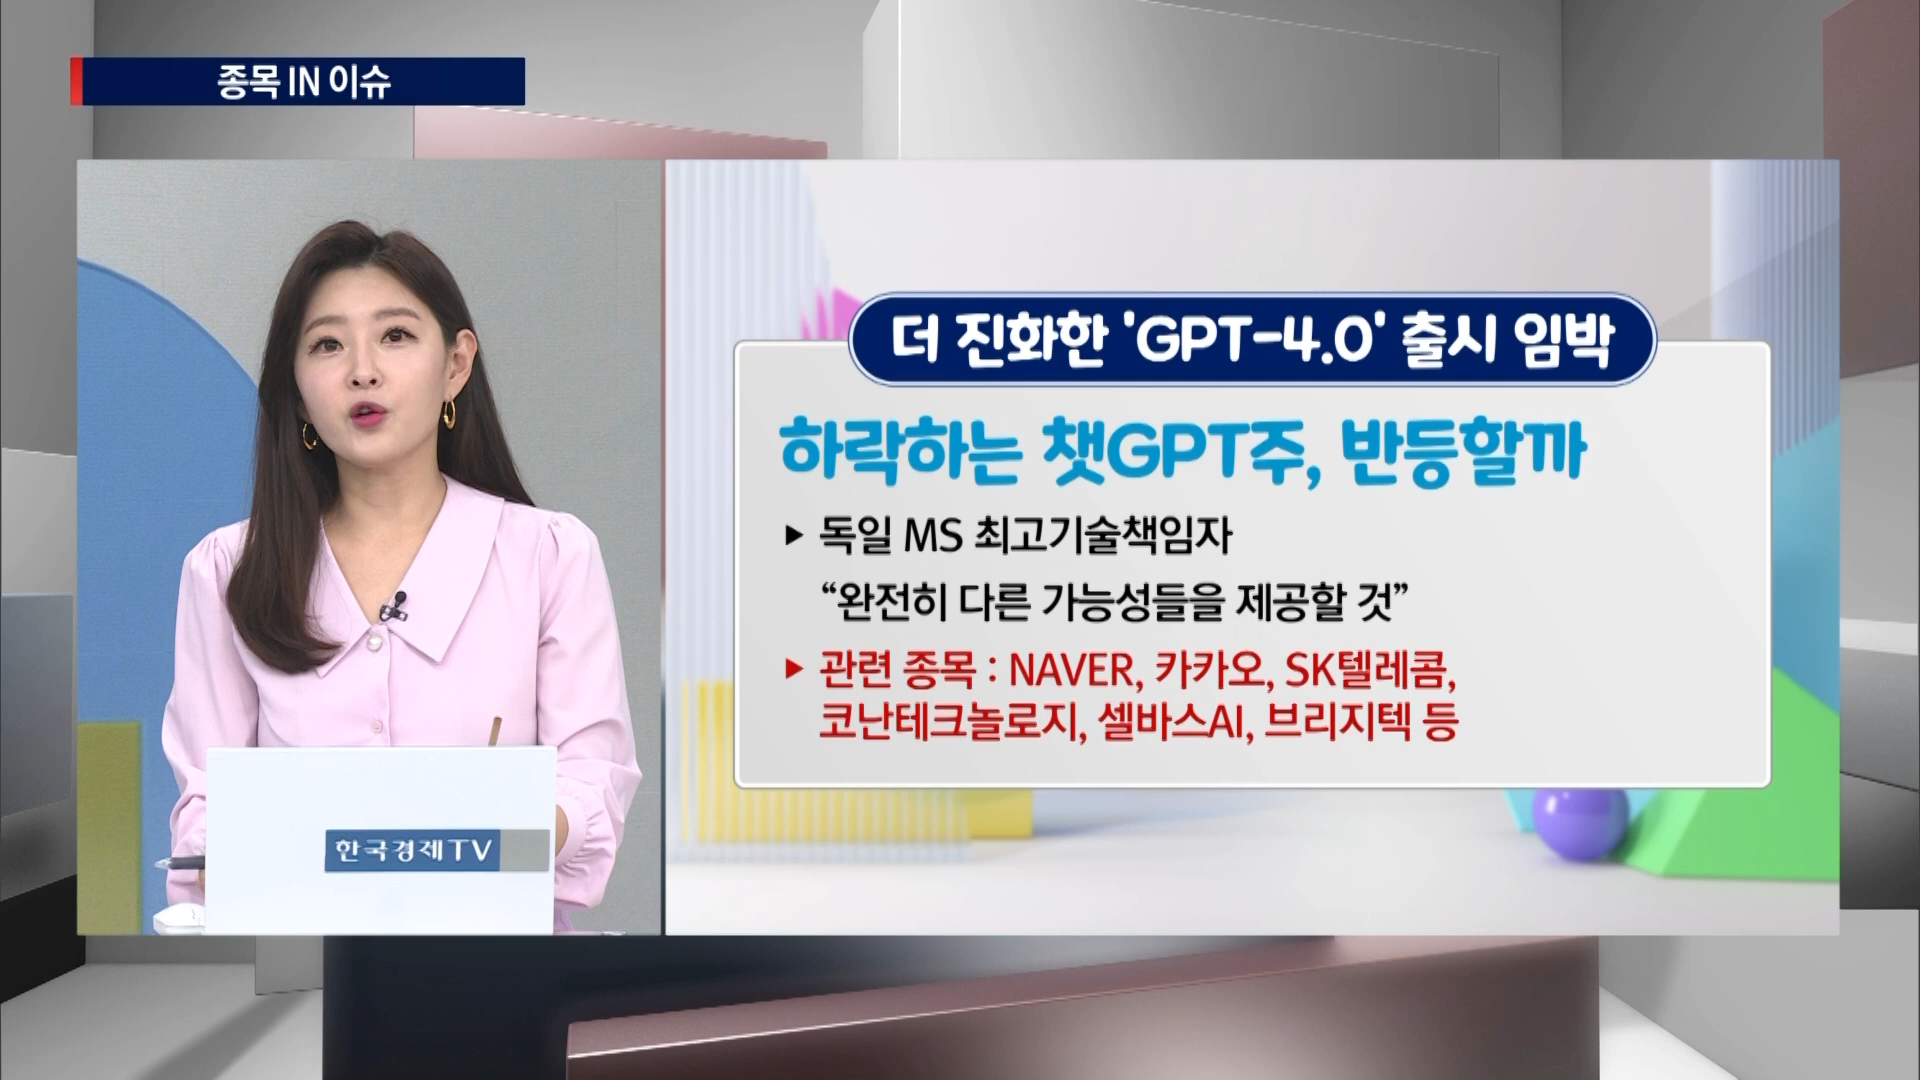 종목 IN 이슈
더 진화한 'GPT-4.0' 출시 임박
하락하는 챗GPT주, 반등할까
▶ 독일 MS 최고기술책임자
“완전히 다른 가능성들을 제공할 것”
▶ 관련 종목 : NAVER, 카카오, SK텔레콤,
코난테크놀로지, 셀바스AI, 브리지텍 등
한국경제TV